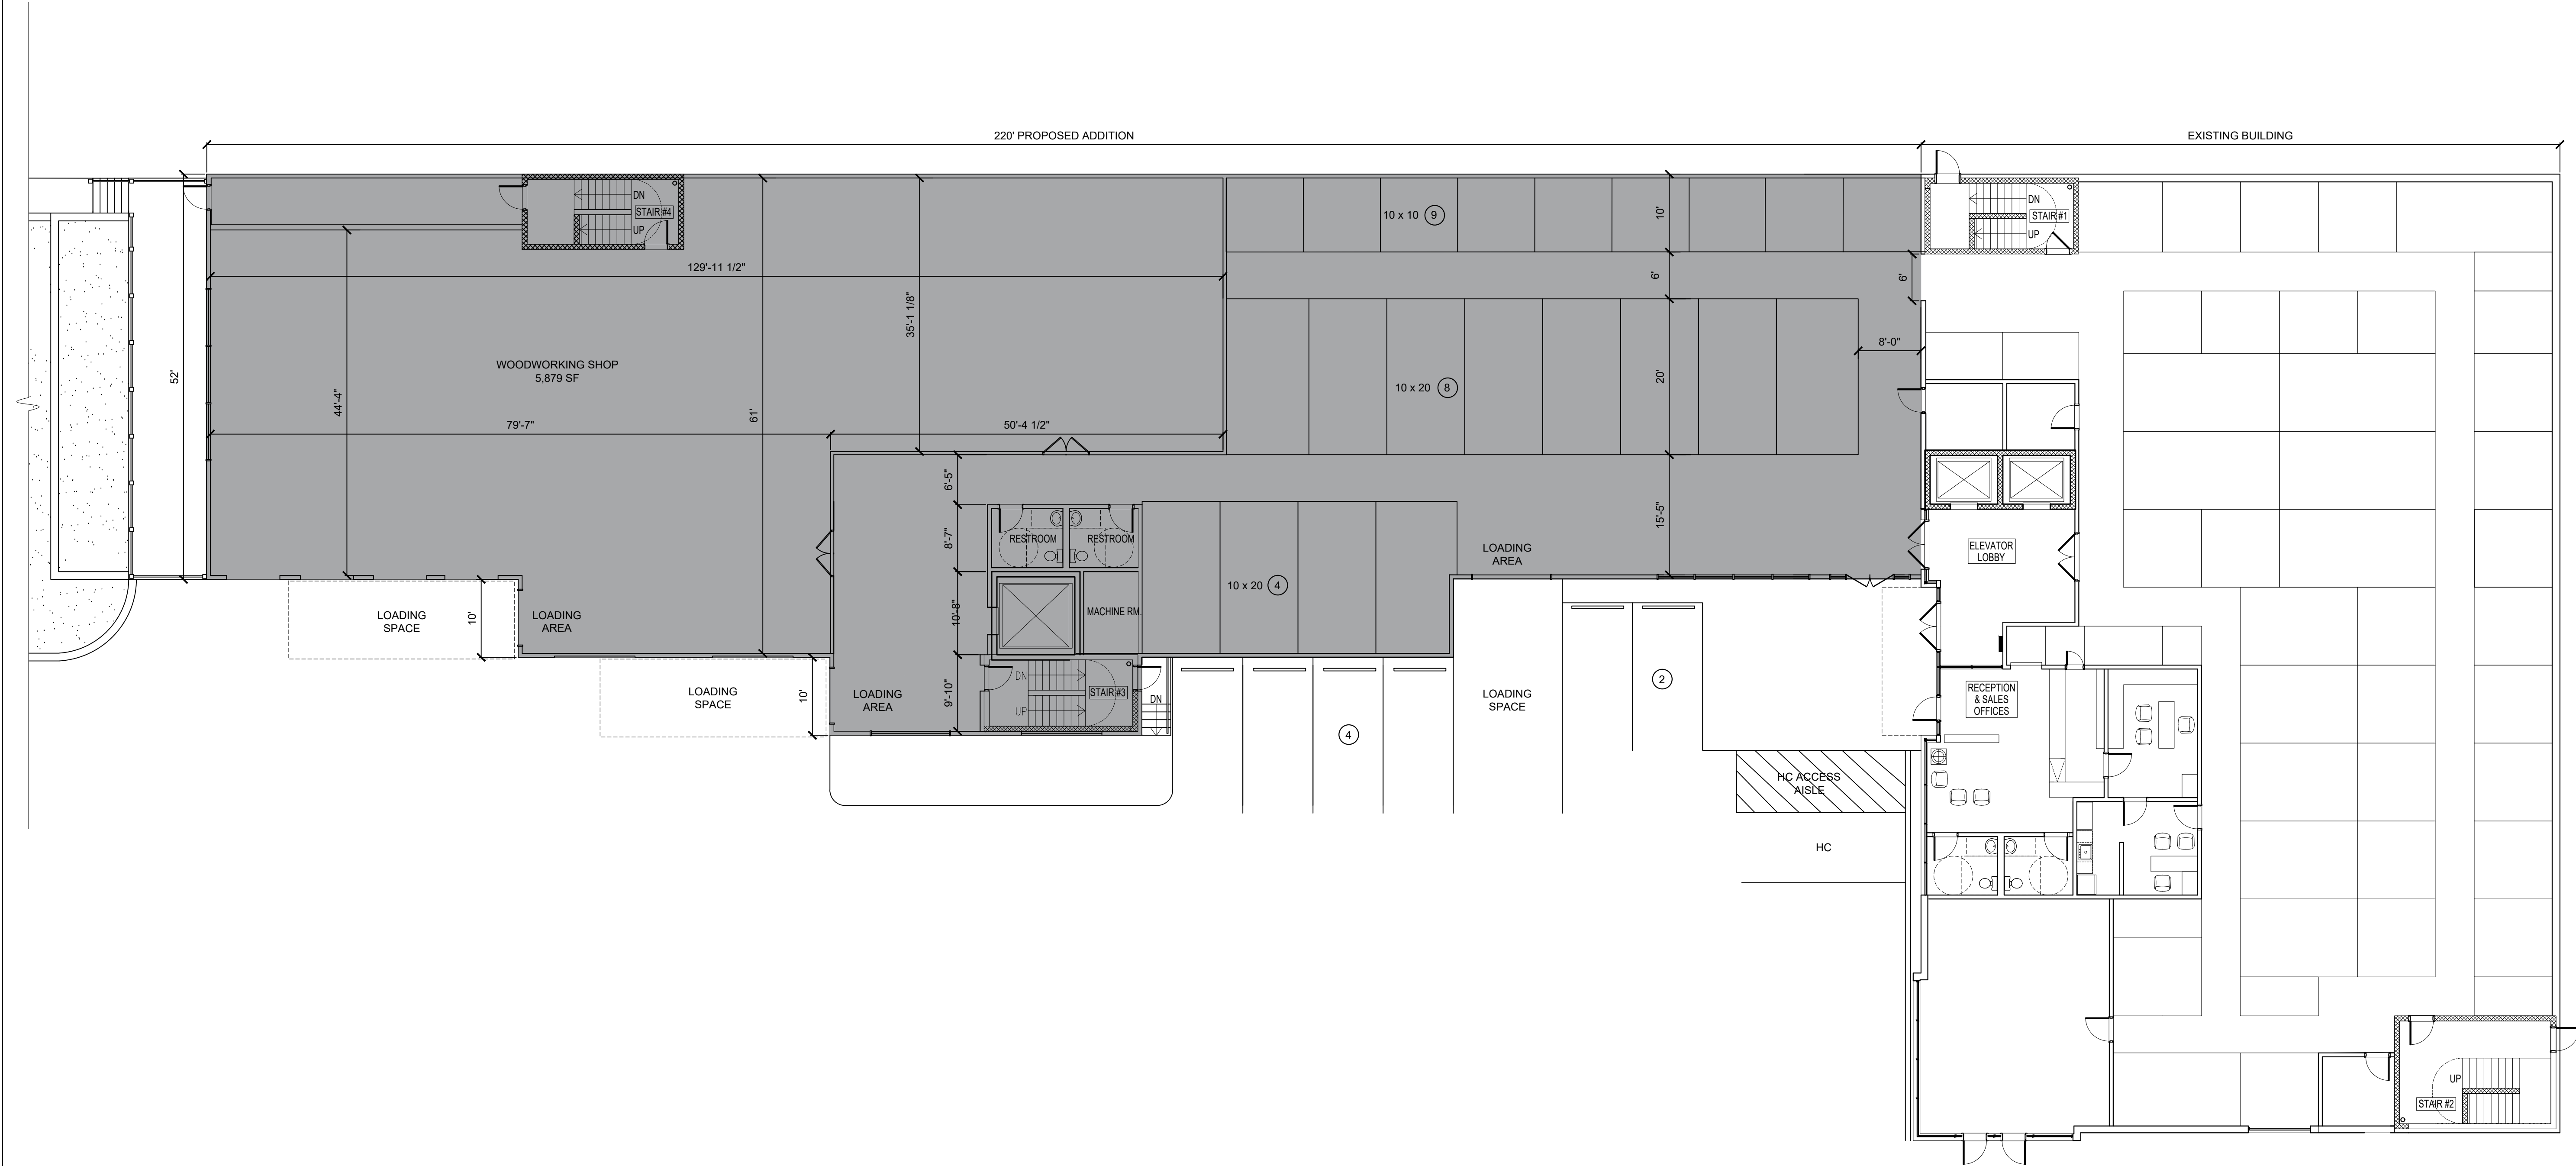 220' PROPOSED ADDITION
EXISTING BUILDING
DN
STAIR #4
UP
10 x 10
9
10'
DN
STAIR #1
UP
129'-11 1/2"
6'
6'
35'-1 1/8"
8'-0"
WOODWORKING SHOP
5,879 SF
52'
44'-4"
61'
10 x 20
8
20'
79'-7"
50'-4 1/2"
6'-5"
15'-5"
8'-7"
RESTROOM
RESTROOM
LOADING
AREA
ELEVATOR
LOBBY
10 x 20
4
LOADING
SPACE
10'
LOADING
AREA
10'-8"
MACHINE RM.
LOADING
SPACE
10'
LOADING
AREA
9'-10"
DN
STAIR #3
UP
DN
LOADING
SPACE
2
RECEPTION
& SALES
OFFICES
4
HC ACCESS
AISLE
HC
UP
STAIR #2